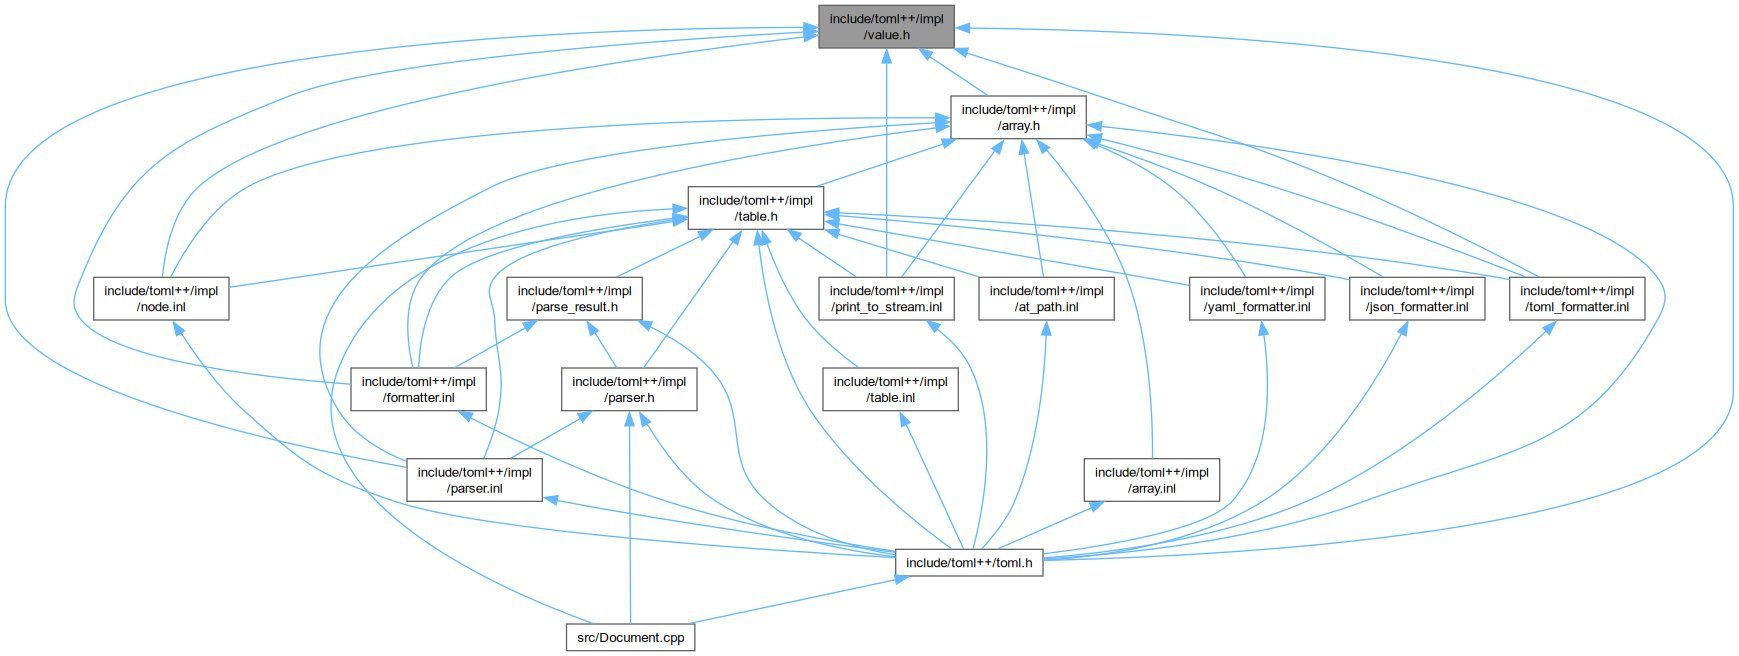 include/toml++/impl
/value.h
include/toml++/impl
/array.h
include/toml++/impl
/table.h
include/toml++/impl
/node.inl
include/toml++/impl
/parse_result.h
include/toml++/impl
/print_to_stream.inl
include/toml++/impl
/at_path.inl
include/toml++/impl
/yaml_formatter.inl
include/toml++/impl
/json_formatter.inl
include/toml++/impl
/toml_formatter.inl
include/toml++/impl
/formatter.inl
include/toml++/impl
/parser.h
include/toml++/impl
/table.inl
include/toml++/impl
/parser.inl
include/toml++/impl
/array.inl
include/toml++/toml.h
src/Document.cpp